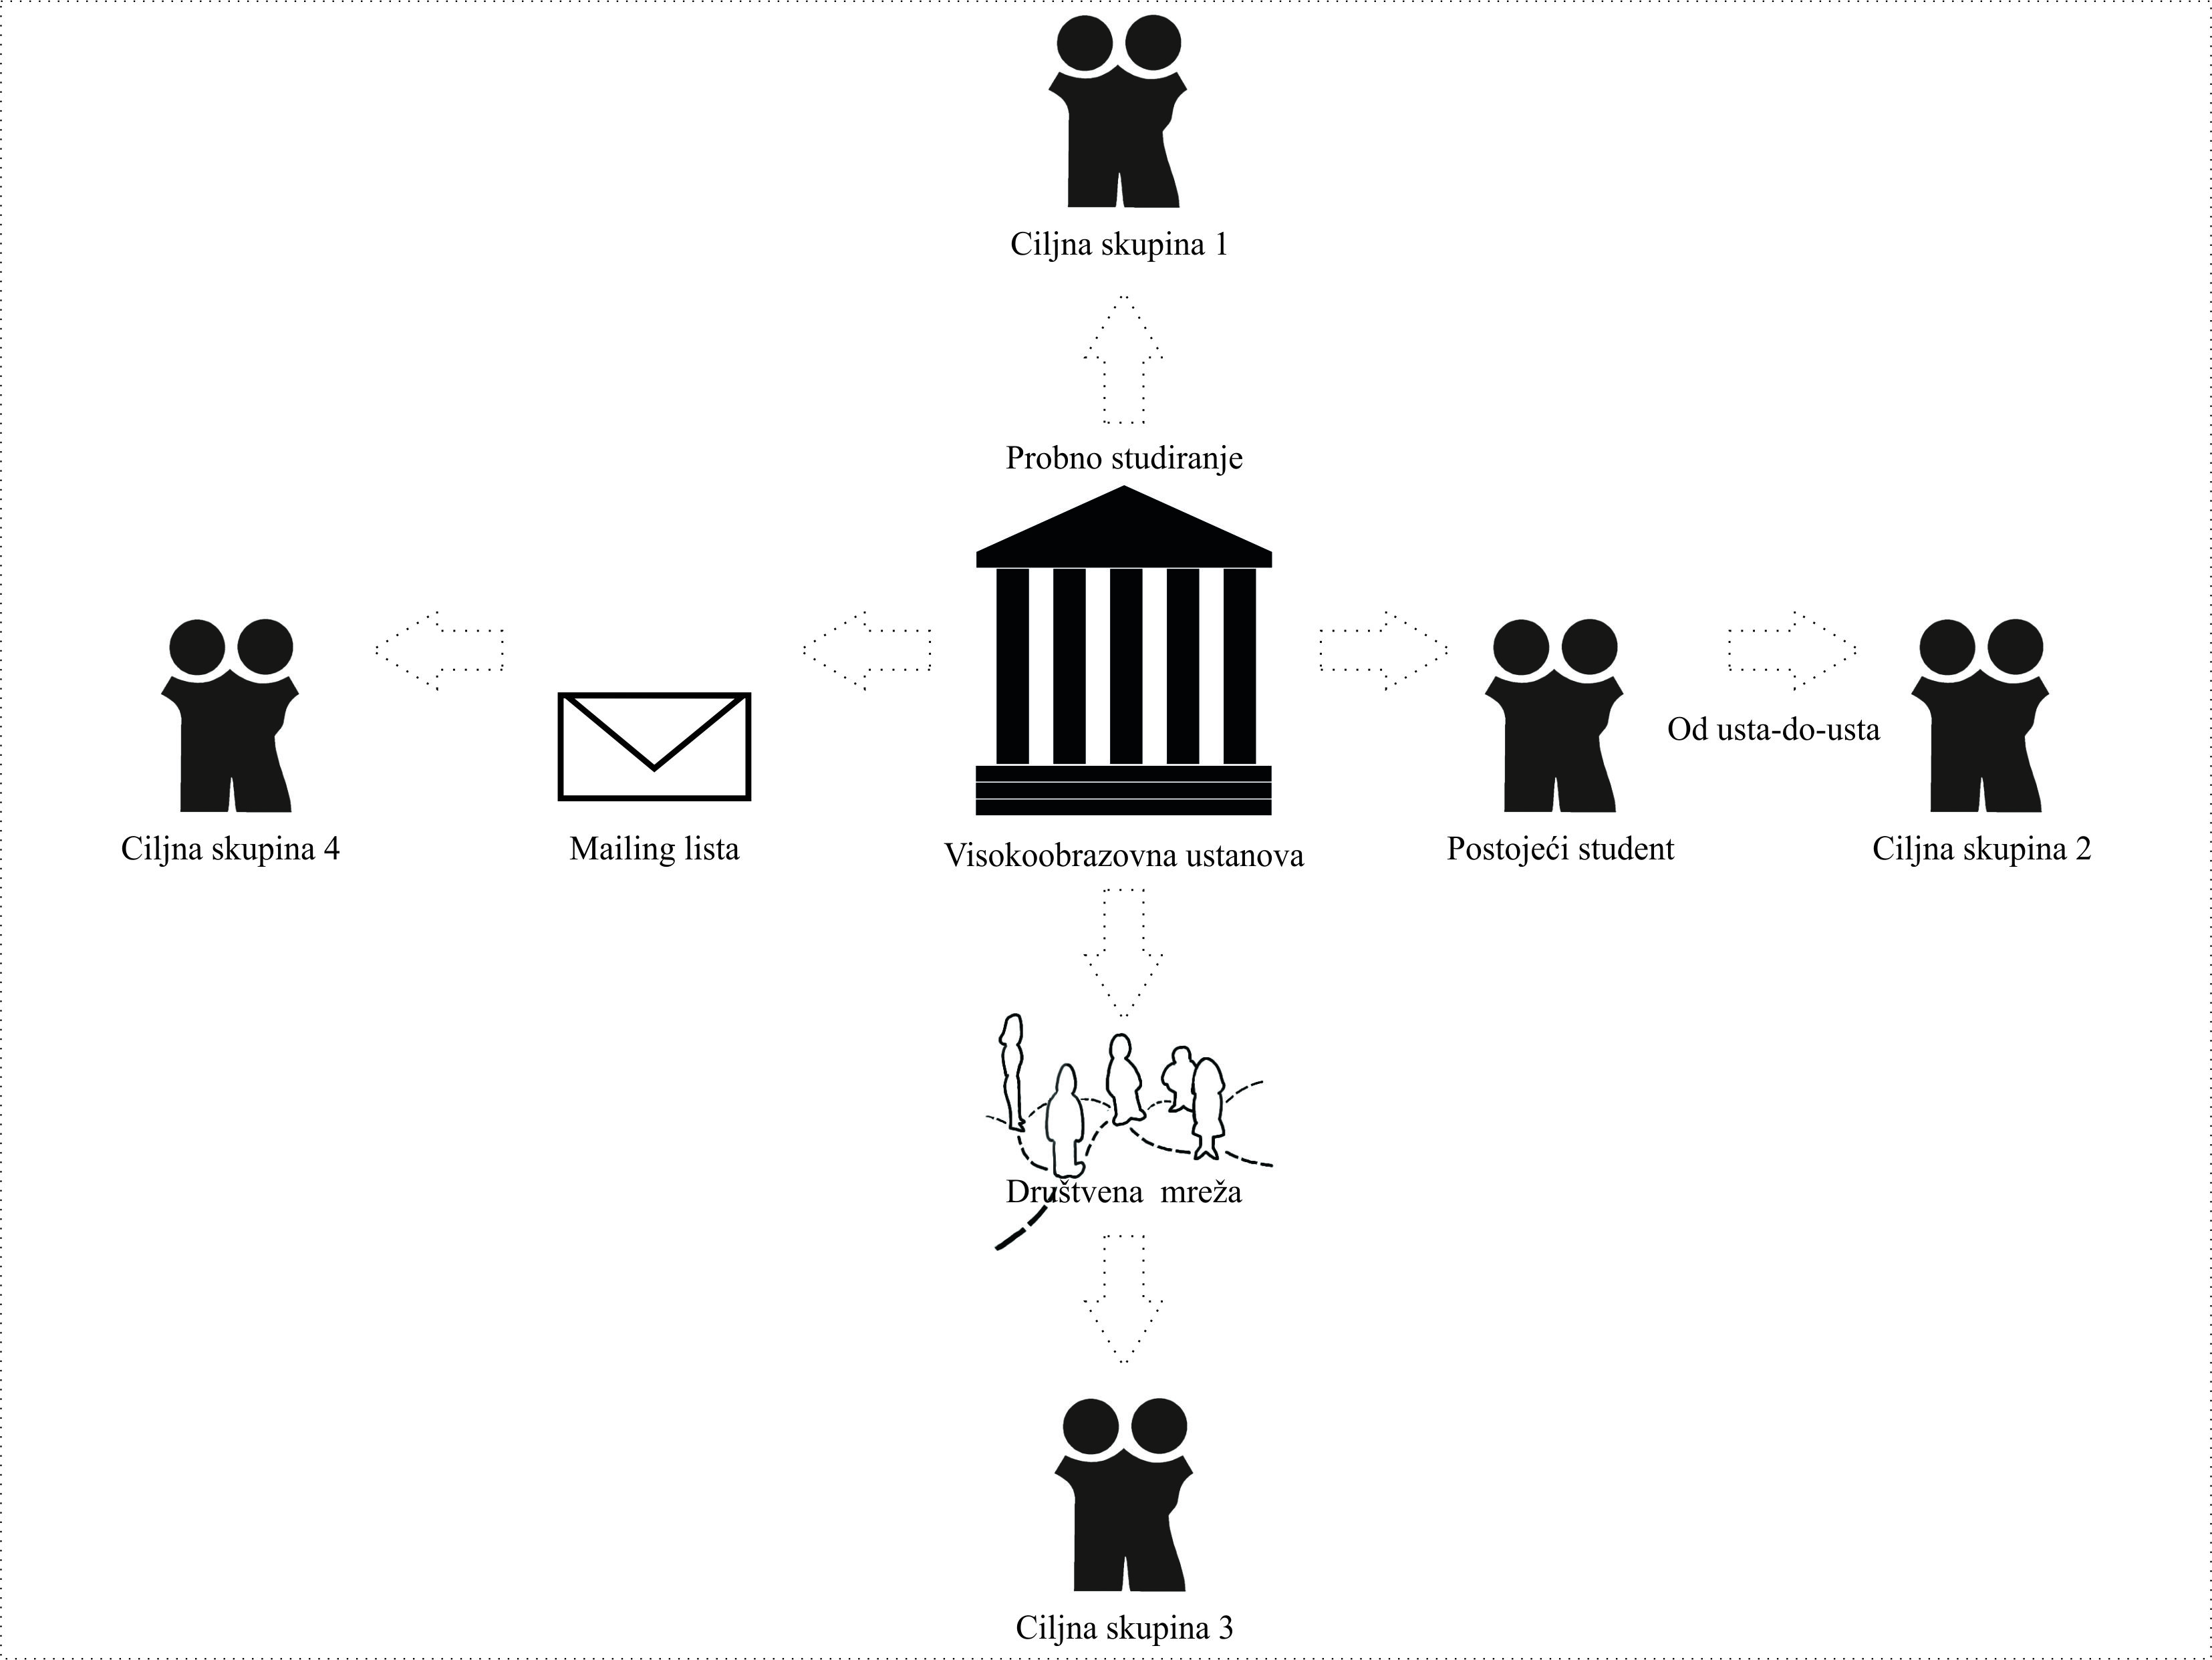 Ciljna skupina 1
Probno studiranje
Od usta-do-usta
Ciljna skupina 4
Mailing lista
Visokoobrazovna ustanova
Postojeći student
Ciljna skupina 2
Društvena mreža
Ciljna skupina 3